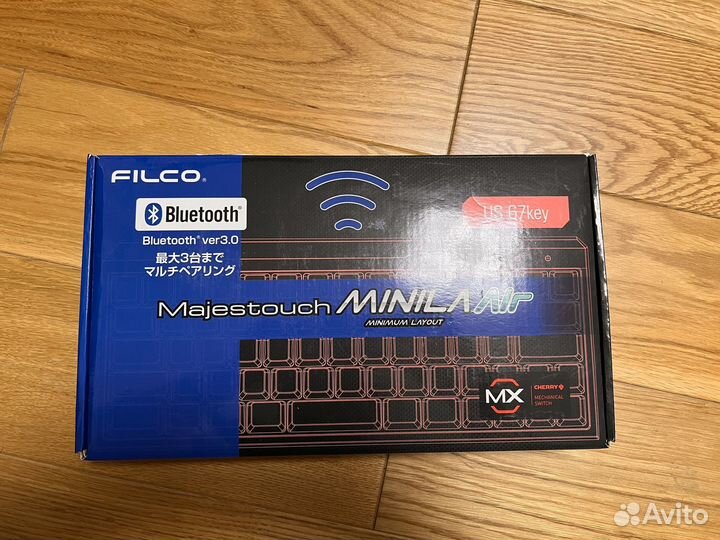 FILCO®
Bluetooth®
Bluetooth® ver3.0
最大3台まで
マルチペアリング
US 67key
Majestouch MINILA Air
MINIMUM LAYOUT
MX
CHERRY
MECHANICAL
SWITCH
Avito